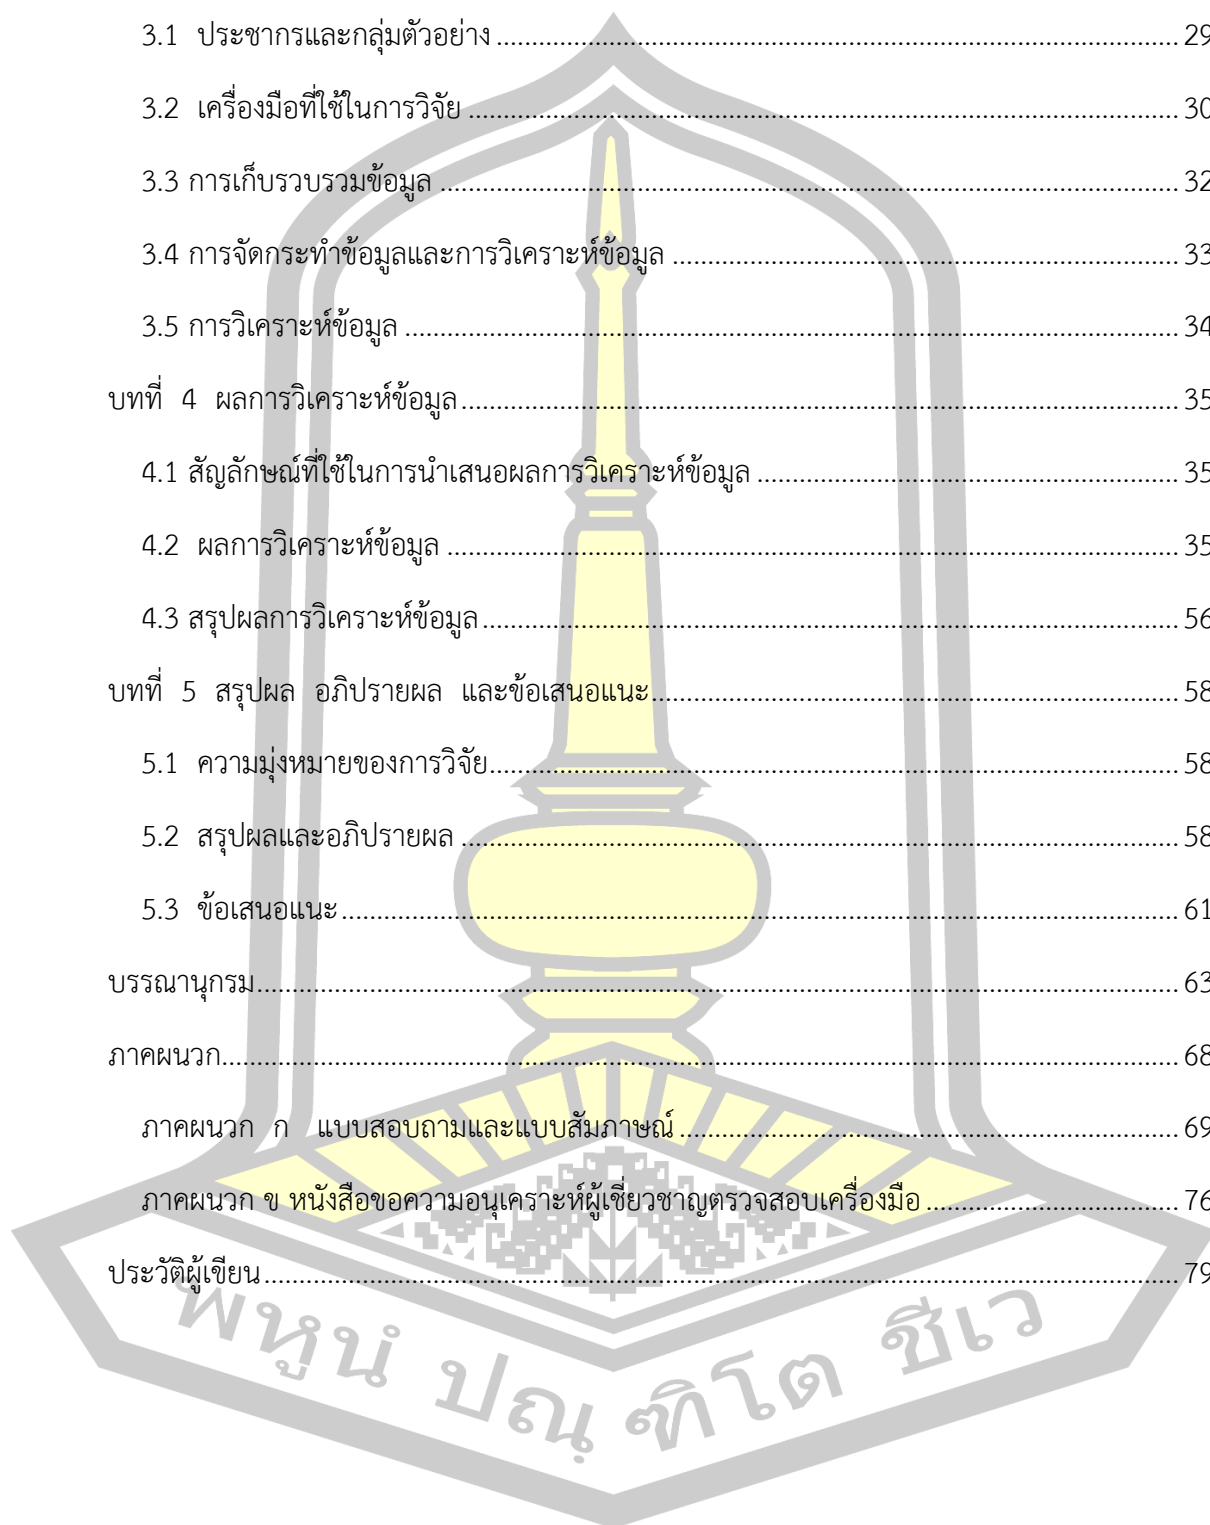 3.1 ประชากรและกลุ่มตัวอย่าง ........ 29
3.2 เครื่องมือที่ใช้ในการวิจัย ........ 30
3.3 การเก็บรวบรวมข้อมูล ........ 32
3.4 การจัดกระทำข้อมูลและการวิเคราะห์ข้อมูล ........ 33
3.5 การวิเคราะห์ข้อมูล ........ 34
บทที่ 4 ผลการวิเคราะห์ข้อมูล ........ 35
4.1 สัญลักษณ์ที่ใช้ในการนำเสนอผลการวิเคราะห์ข้อมูล ........ 35
4.2 ผลการวิเคราะห์ข้อมูล ........ 35
4.3 สรุปผลการวิเคราะห์ข้อมูล ........ 56
บทที่ 5 สรุปผล อภิปรายผล และข้อเสนอแนะ ........ 58
5.1 ความมุ่งหมายของการวิจัย ........ 58
5.2 สรุปผลและอภิปรายผล ........ 58
5.3 ข้อเสนอแนะ ........ 61
บรรณานุกรม ........ 63
ภาคผนวก ........ 68
ภาคผนวก ก แบบสอบถามและแบบสัมภาษณ์ ........ 69
ภาคผนวก ข หนังสือขอความอนุเคราะห์ผู้เชี่ยวชาญตรวจสอบเครื่องมือ ........ 76
ประวัติผู้เขียน ........ 79
พหูนํ ปณฺ ฑิโต ชีเว